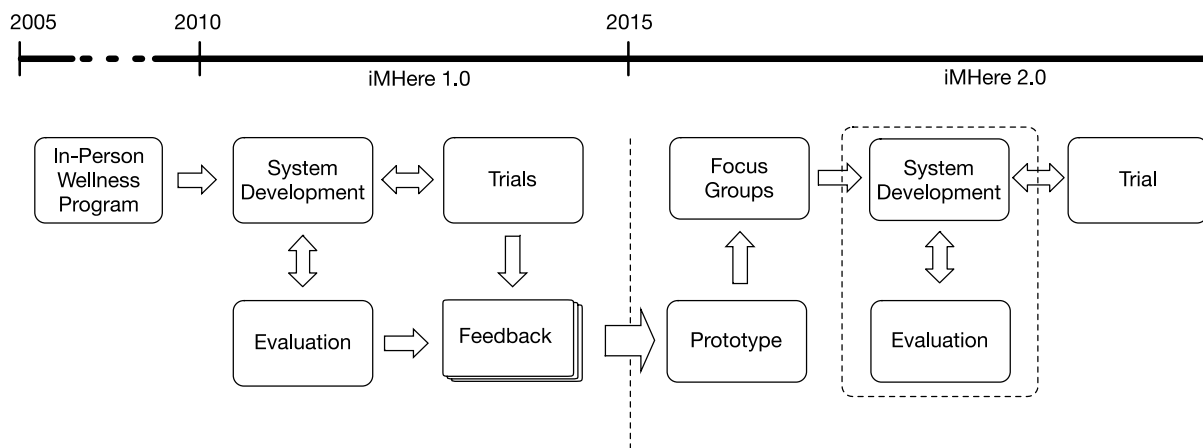 2005
2010
2015
iMHere 1.0
iMHere 2.0
In-Person
Wellness
Program
System
Development
Trials
Focus
Groups
System
Development
Trial
Evaluation
Feedback
Prototype
Evaluation